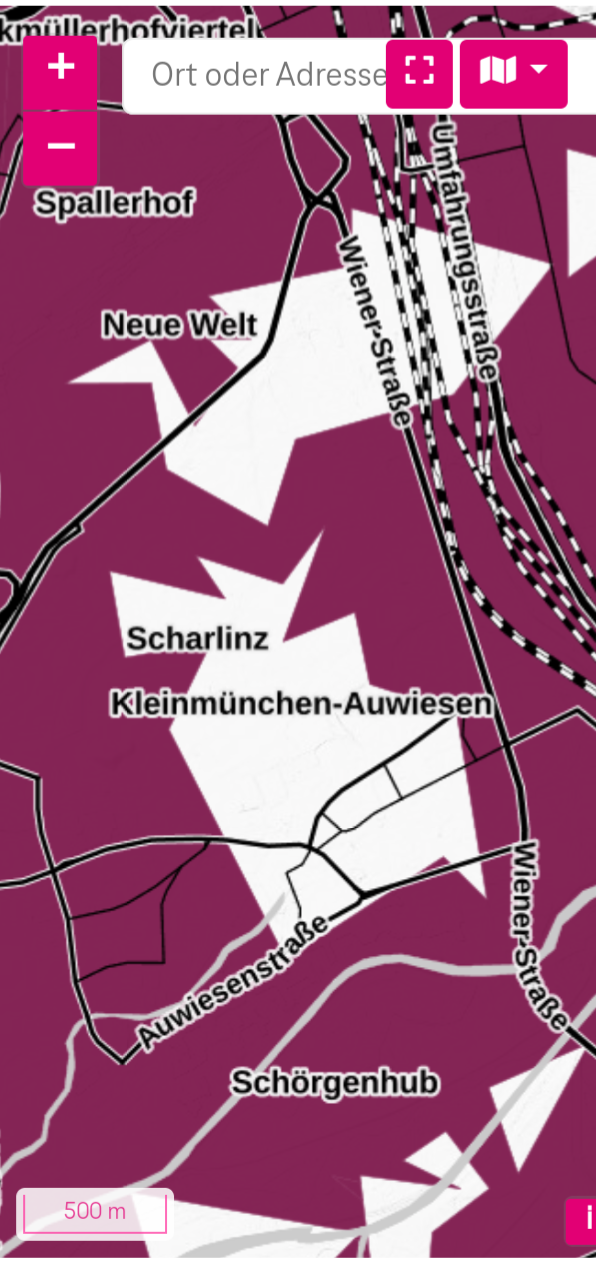 kmüllerhofviertel
+
Ort oder Adresse
−
Umfahrungsstraße
Spallerhof
Wiener-Straße
Neue Welt
Scharlinz
Kleinmünchen-Auwiesen
Wiener-Straße
Auwiesenstraße
Schörgenhub
500 m
i